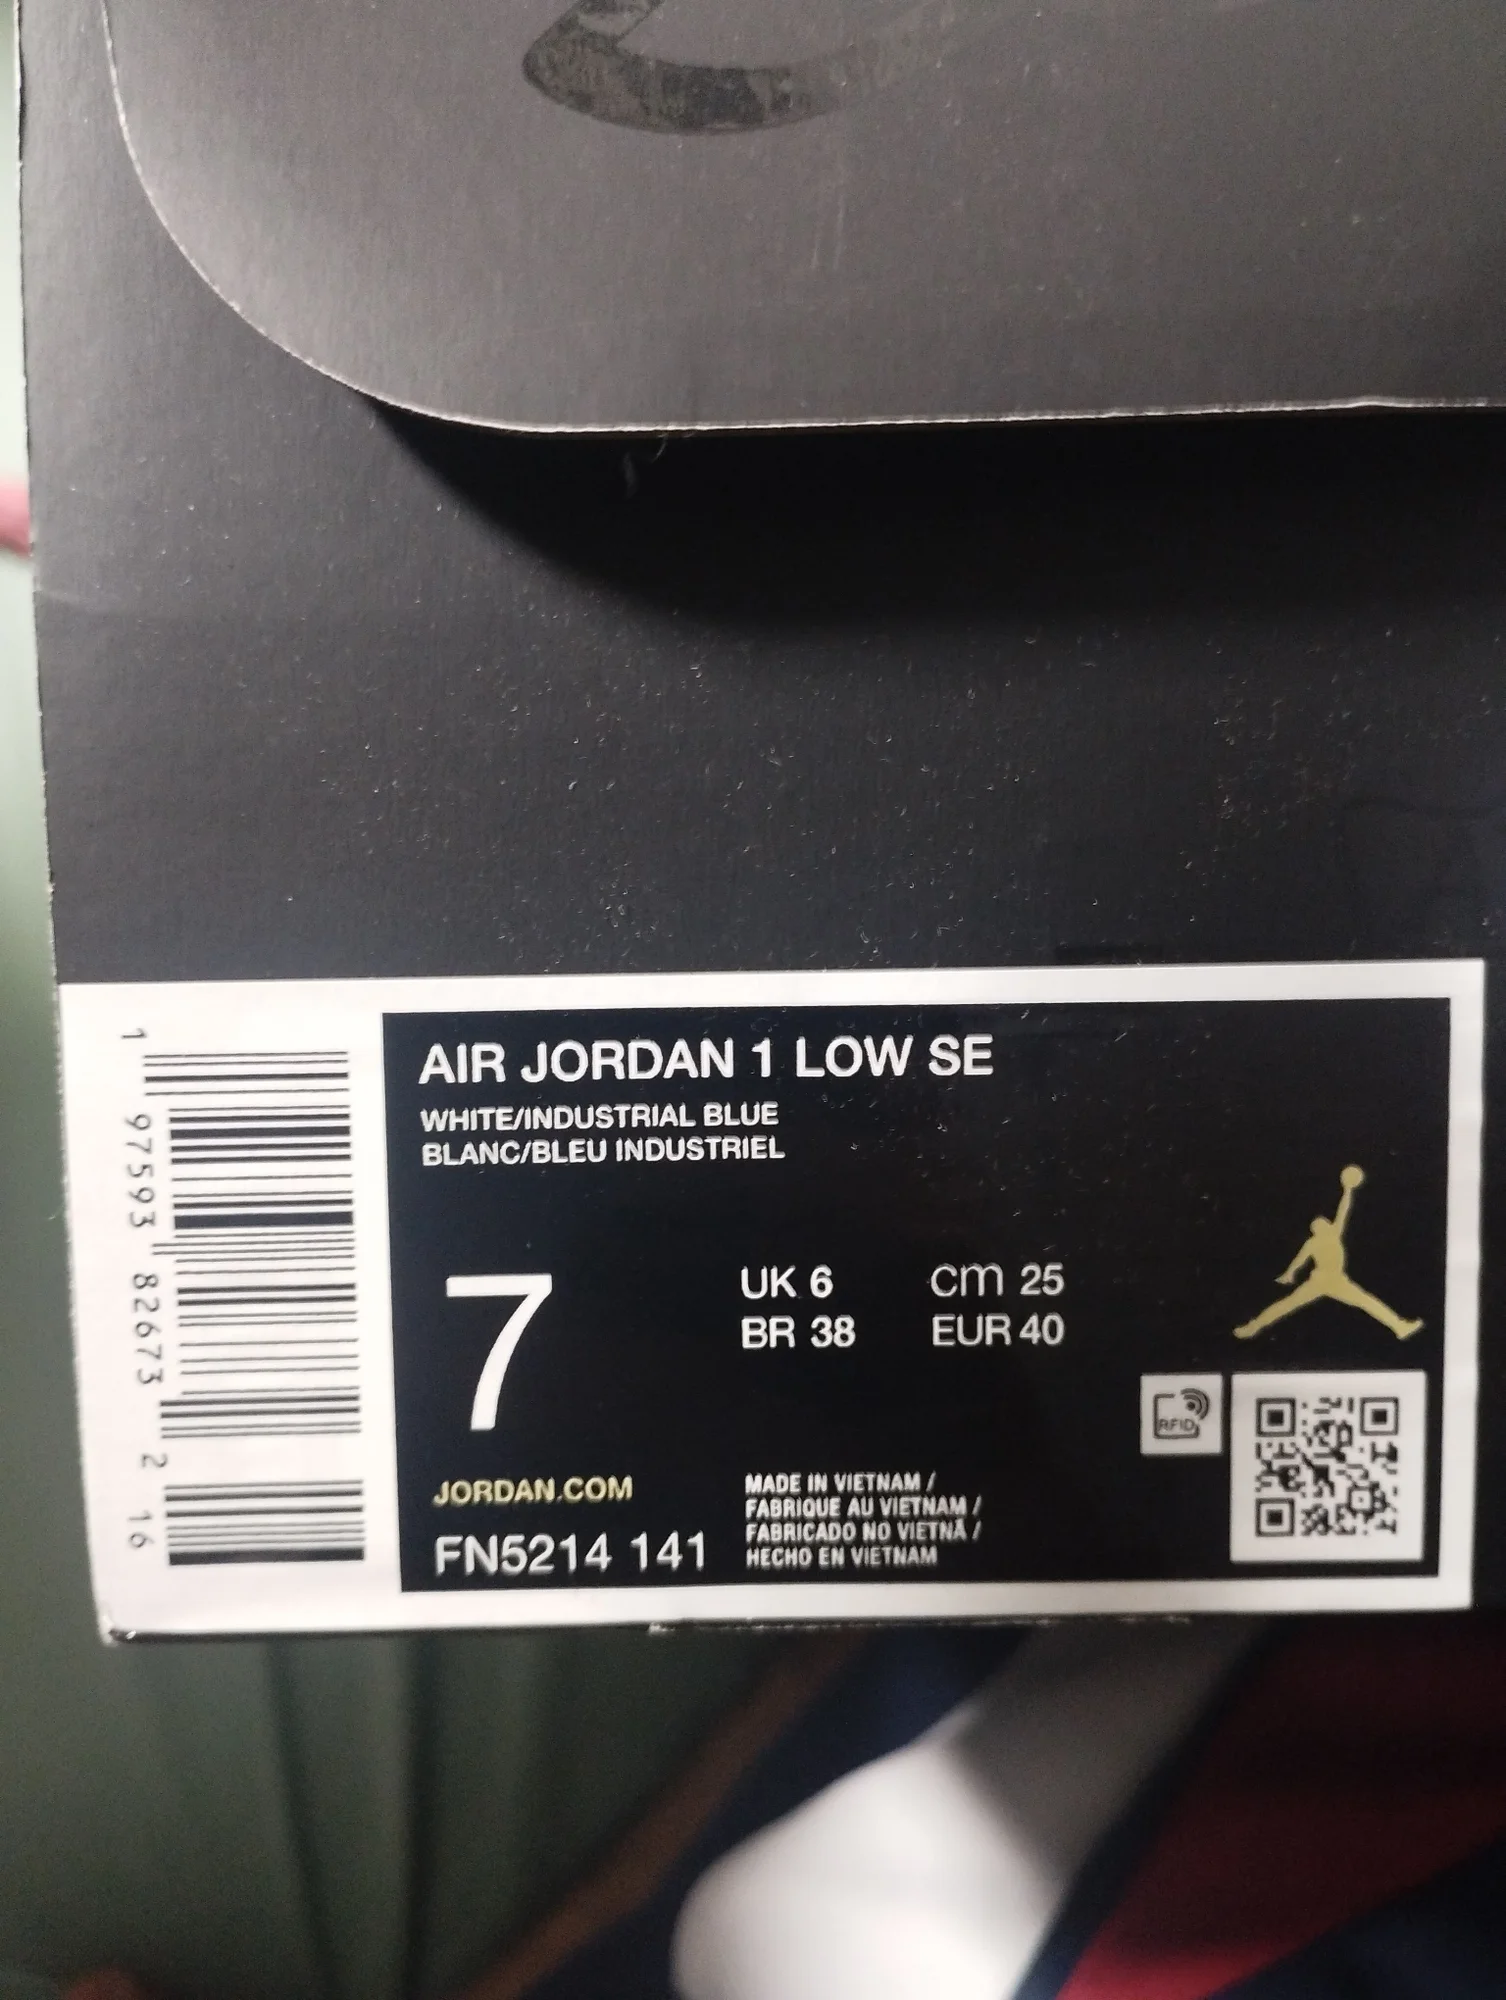 AIR JORDAN 1 LOW SE
WHITE/INDUSTRIAL BLUE
BLANC/BLEU INDUSTRIEL
7
UK 6
cm 25
BR 38
EUR 40
RFID
JORDAN.COM
FN5214 141
MADE IN VIETNAM /
FABRIQUE AU VIETNAM /
FABRICADO NO VIETNÃ /
HECHO EN VIETNAM
1 97593 82673 2 16